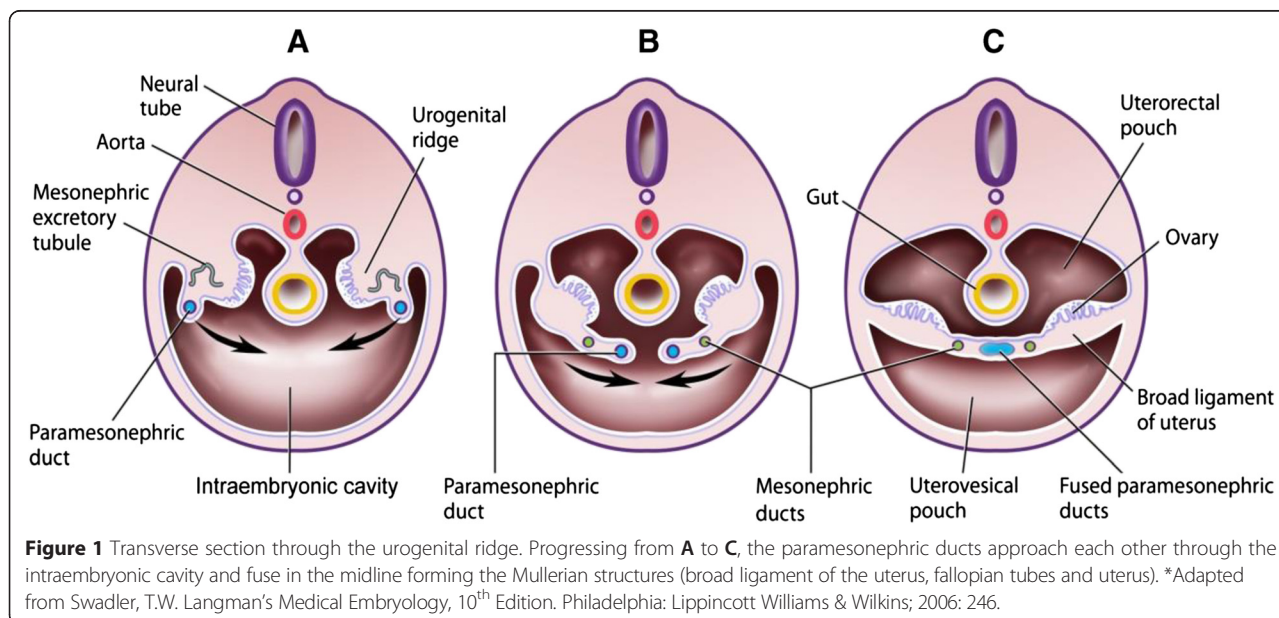 A
B
C
Neural
tube
Aorta
Mesonephric
excretory
tubule
Urogenital
ridge
Paramesonephric
duct
Intraembryonic cavity
Paramesonephric
duct
Mesonephric
ducts
Gut
Uterorectal
pouch
Ovary
Broad ligament
of uterus
Uterovesical
pouch
Fused paramesonephric
ducts
Figure 1 Transverse section through the urogenital ridge. Progressing from A to C, the paramesonephric ducts approach each other through the
intraembryonic cavity and fuse in the midline forming the Mullerian structures (broad ligament of the uterus, fallopian tubes and uterus). *Adapted
from Swadler, T.W. Langman's Medical Embryology, 10th Edition. Philadelphia: Lippincott Williams & Wilkins; 2006: 246.